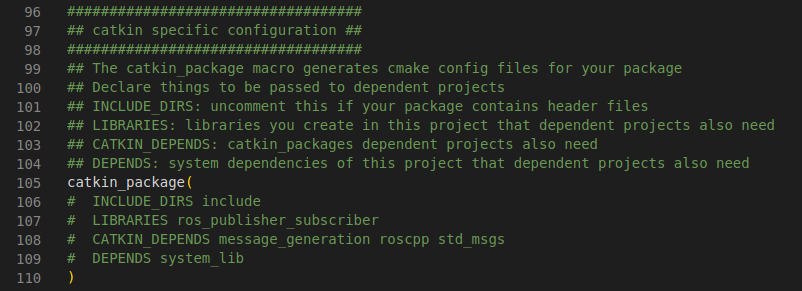 96 ###################################
97 ## catkin specific configuration ##
98 ###################################
99 ## The catkin_package macro generates cmake config files for your package
100 ## Declare things to be passed to dependent projects
101 ## INCLUDE_DIRS: uncomment this if your package contains header files
102 ## LIBRARIES: libraries you create in this project that dependent projects also need
103 ## CATKIN_DEPENDS: catkin_packages dependent projects also need
104 ## DEPENDS: system dependencies of this project that dependent projects also need
105 catkin_package(
106 #  INCLUDE_DIRS include
107 #  LIBRARIES ros_publisher_subscriber
108 #  CATKIN_DEPENDS message_generation roscpp std_msgs
109 #  DEPENDS system_lib
110 )